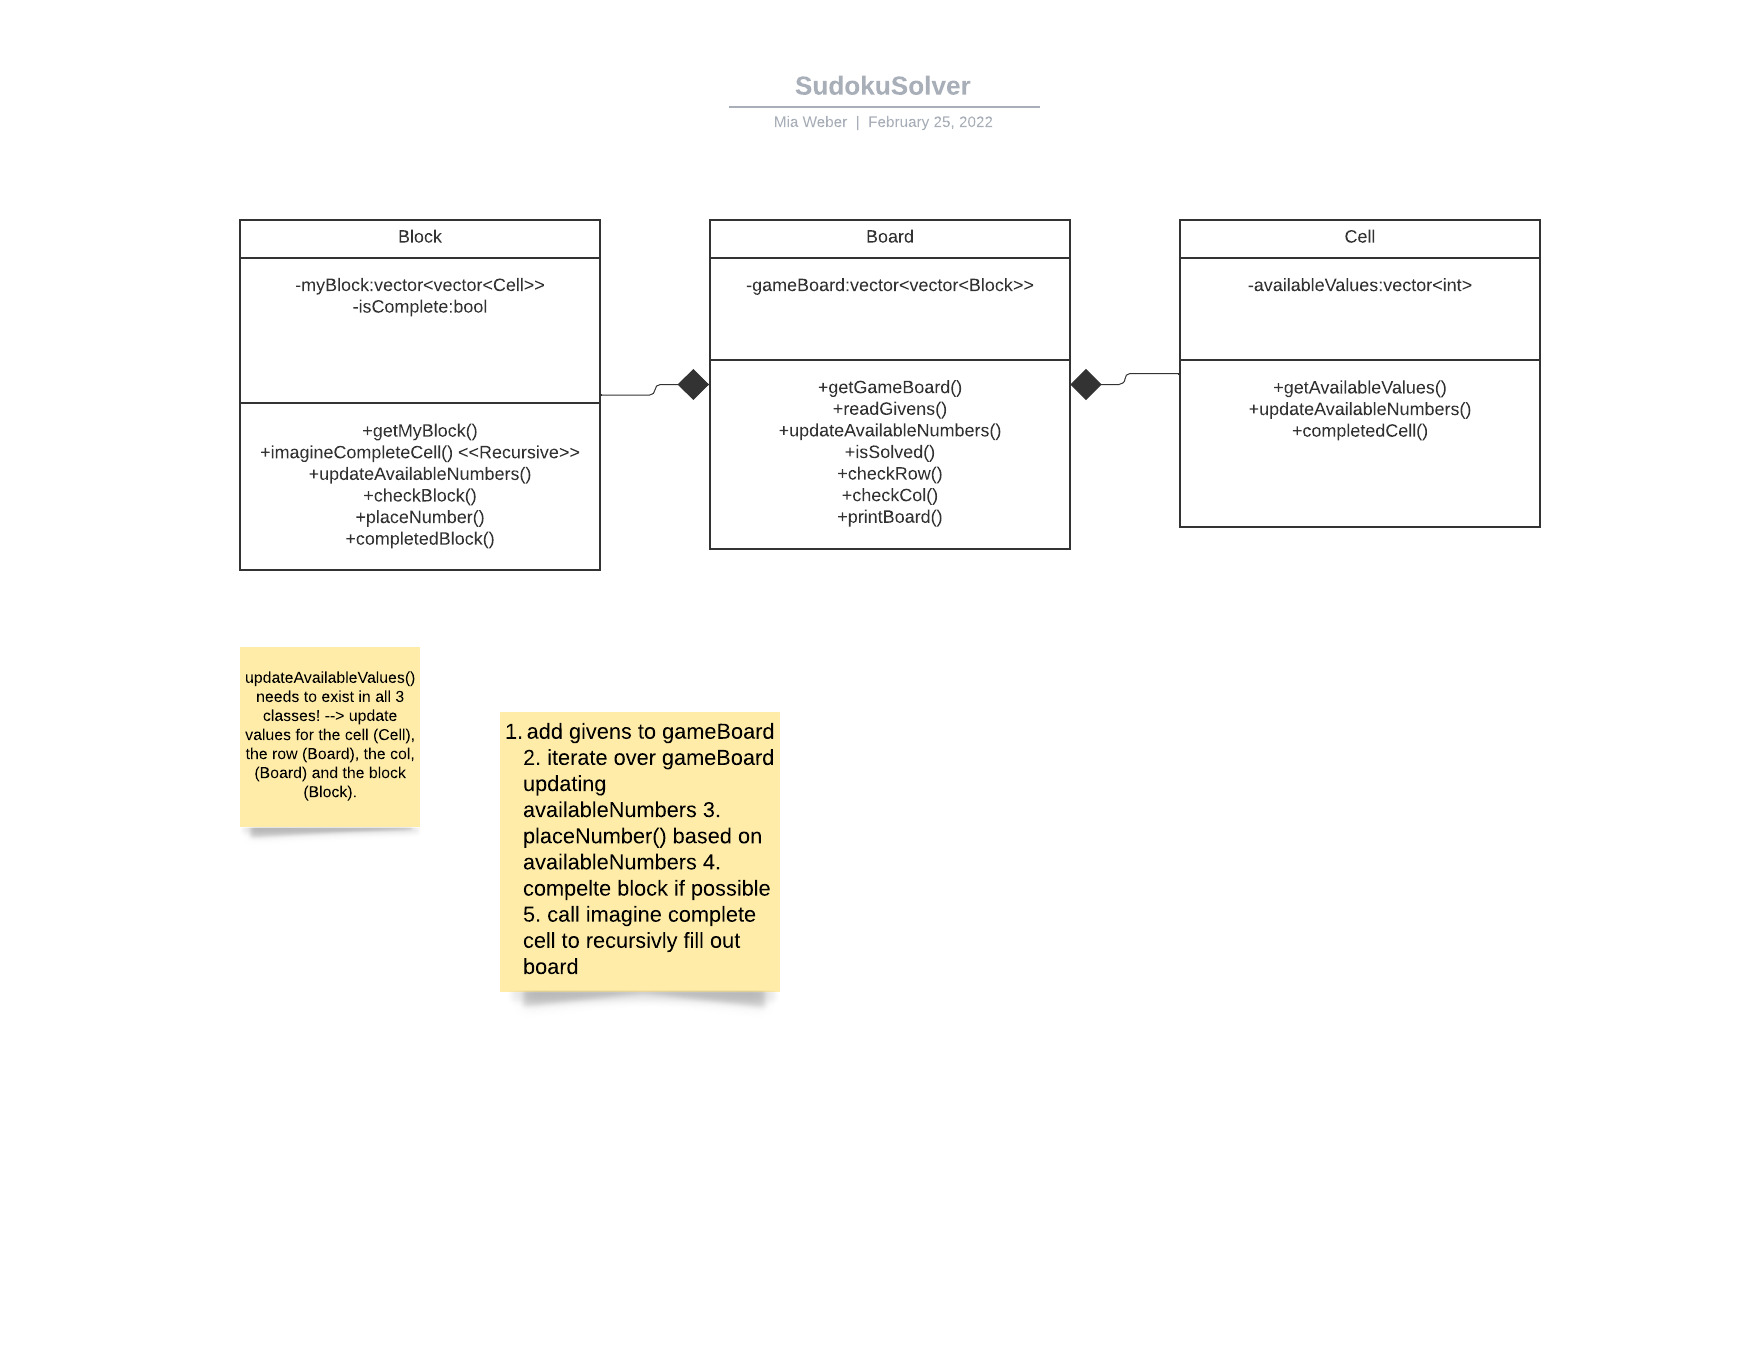 SudokuSolver
Mia Weber | February 25, 2022
Block
-myBlock:vector<vector<Cell>>
-isComplete:bool
+getMyBlock()
+imagineCompleteCell() <<Recursive>>
+updateAvailableNumbers()
+checkBlock()
+placeNumber()
+completedBlock()
Board
-gameBoard:vector<vector<Block>>
+getGameBoard()
+readGivens()
+updateAvailableNumbers()
+isSolved()
+checkRow()
+checkCol()
+printBoard()
Cell
-availableValues:vector<int>
+getAvailableValues()
+updateAvailableNumbers()
+completedCell()
updateAvailableValues()
needs to exist in all 3
classes! --> update
values for the cell (Cell),
the row (Board), the col,
(Board) and the block
(Block).
1. add givens to gameBoard
2. iterate over gameBoard
updating
availableNumbers 3.
placeNumber() based on
availableNumbers 4.
compelte block if possible
5. call imagine complete
cell to recursivly fill out
board